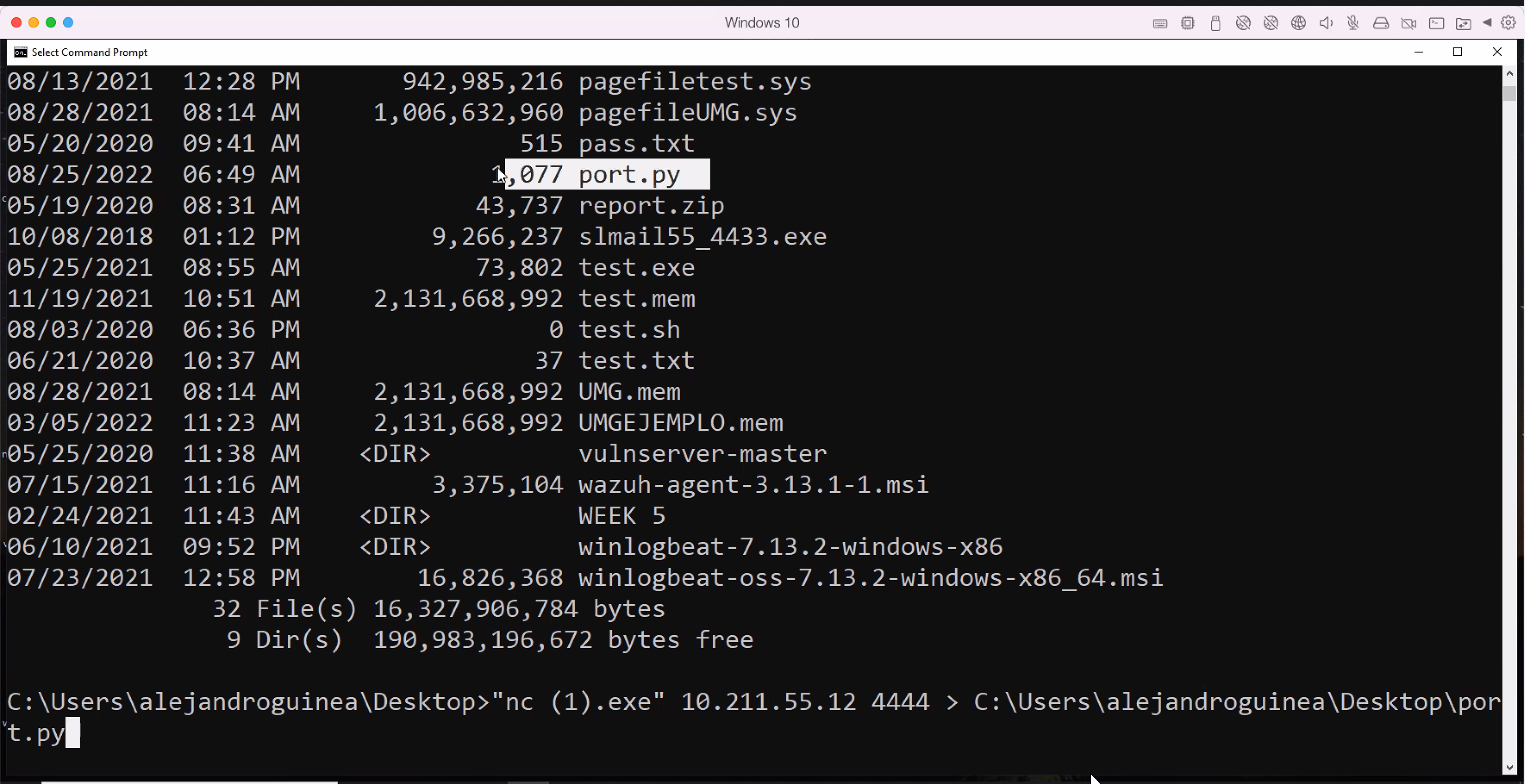 Windows 10
Select Command Prompt
08/13/2021  12:28 PM       942,985,216 pagefiletest.sys
08/28/2021  08:14 AM     1,006,632,960 pagefileUMG.sys
05/20/2020  09:41 AM               515 pass.txt
08/25/2022  06:49 AM             1,077 port.py
05/19/2020  08:31 AM            43,737 report.zip
10/08/2018  01:12 PM         9,266,237 slmail55_4433.exe
05/25/2021  08:55 AM            73,802 test.exe
11/19/2021  10:51 AM     2,131,668,992 test.mem
08/03/2020  06:36 PM                 0 test.sh
06/21/2020  10:37 AM                37 test.txt
08/28/2021  08:14 AM     2,131,668,992 UMG.mem
03/05/2022  11:23 AM     2,131,668,992 UMGEJEMPLO.mem
05/25/2020  11:38 AM    <DIR>          vulnserver-master
07/15/2021  11:16 AM         3,375,104 wazuh-agent-3.13.1-1.msi
02/24/2021  11:43 AM    <DIR>          WEEK 5
06/10/2021  09:52 PM    <DIR>          winlogbeat-7.13.2-windows-x86
07/23/2021  12:58 PM        16,826,368 winlogbeat-oss-7.13.2-windows-x86_64.msi
              32 File(s) 16,327,906,784 bytes
               9 Dir(s)  190,983,196,672 bytes free
C:\Users\alejandroguinea\Desktop>"nc (1).exe" 10.211.55.12 4444 > C:\Users\alejandroguinea\Desktop\por
t.py